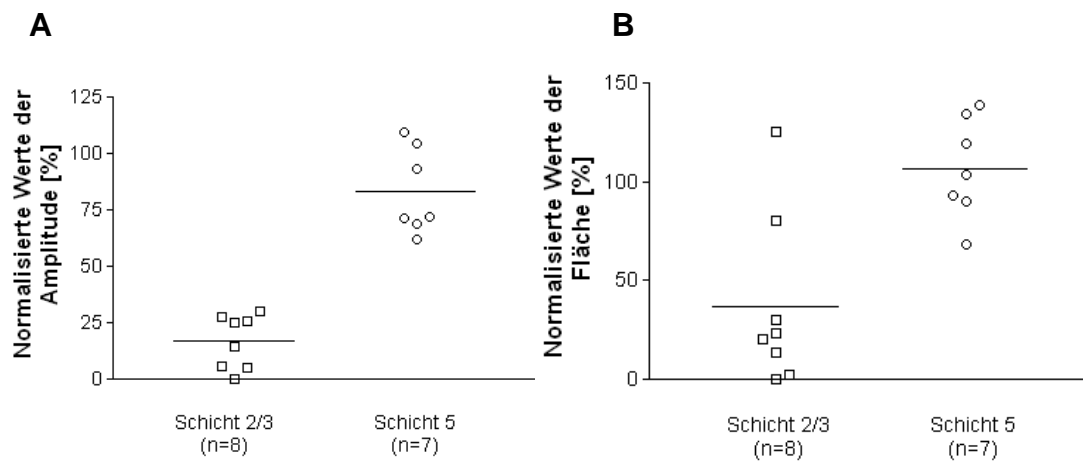 A
Normalisierte Werte der
Amplitude [%]
125
100
75
50
25
0
Schicht 2/3
(n=8)
Schicht 5
(n=7)
B
Normalisierte Werte der
Fläche [%]
150
100
50
0
Schicht 2/3
(n=8)
Schicht 5
(n=7)